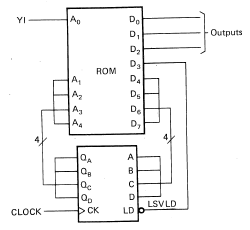 YI
A0
D0
D1
D2
Outputs
ROM
D3
A1
D4
A2
D5
A3
D6
A4
D7
4
4
QA
A
QB
B
QC
C
QD
D
CLOCK
CK
LD
LSVLD